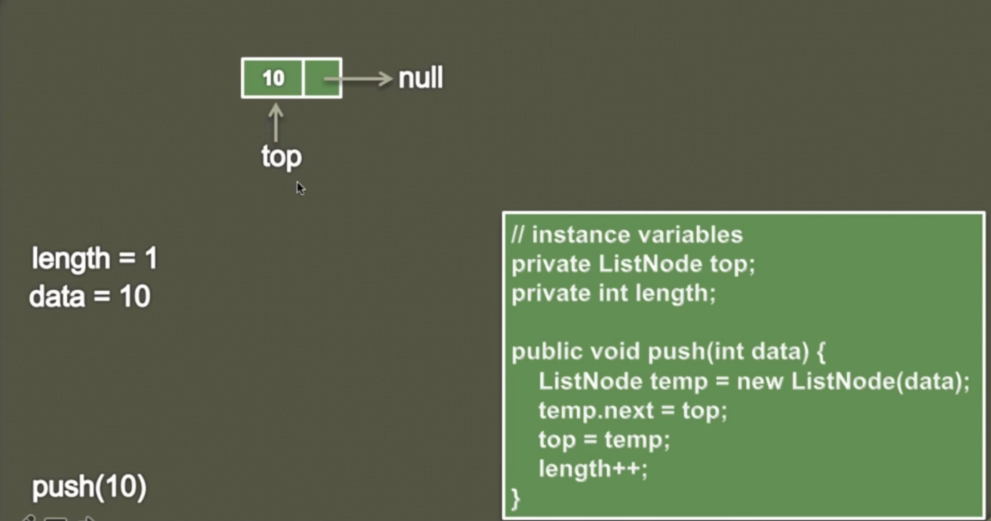 10
null
top
length = 1
data = 10
// instance variables
private ListNode top;
private int length;
public void push(int data) {
ListNode temp = new ListNode(data);
temp.next = top;
top = temp;
length++;
}
push(10)